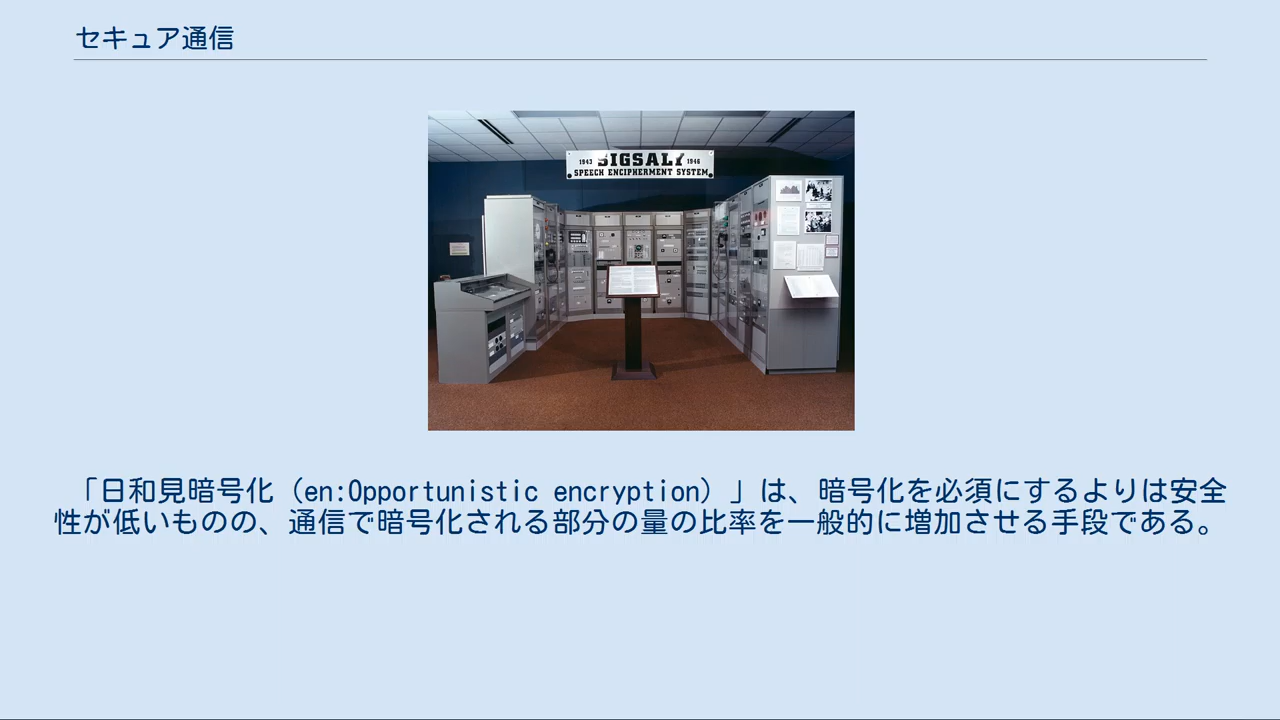 セキュア通信
1943 SIGSALY 1946
SPEECH ENCIPHERMENT SYSTEM
「日和見暗号化（en:Opportunistic encryption）」は、暗号化を必須にするよりは安全
性が低いものの、通信で暗号化される部分の量の比率を一般的に増加させる手段である。